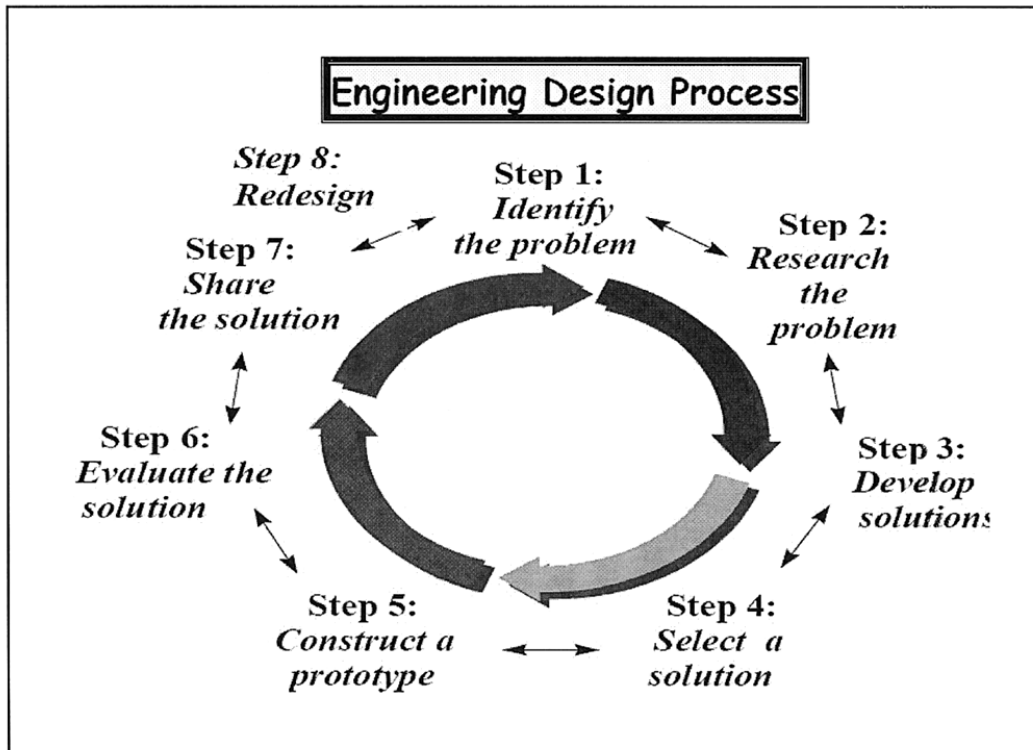 Engineering Design Process
Step 8:
Redesign
Step 1:
Identify
the problem
Step 2:
Research
the
problem
Step 3:
Develop
solutions
Step 4:
Select a
solution
Step 5:
Construct a
prototype
Step 6:
Evaluate the
solution
Step 7:
Share
the solution